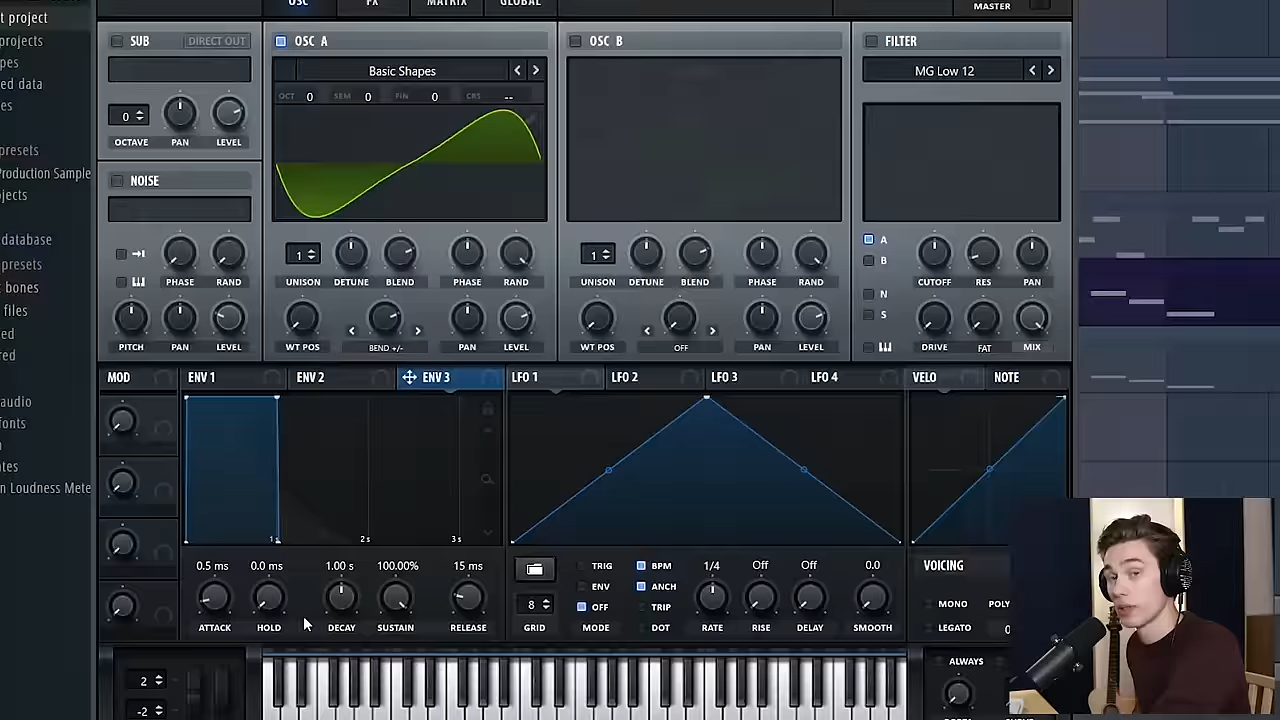 OSC FX MATRIX GLOBAL MASTER
t project
projects
pes
ed data
es
presets
Production Sample
ojects
database
presets
bones
files
ed
red
audio
fonts
ates
n Loudness Mete
SUB DIRECT OUT
0
OCTAVE PAN LEVEL
NOISE
PHASE RAND
PITCH PAN LEVEL
OSC A
Basic Shapes
OCT 0 SEM 0 FIN 0 CRS --
1
UNISON DETUNE BLEND PHASE RAND
WT POS BEND +/- PAN LEVEL
OSC B
1
UNISON DETUNE BLEND PHASE RAND
WT POS OFF PAN LEVEL
FILTER
MG Low 12
A
B
N
S
CUTOFF RES PAN
DRIVE FAT MIX
MOD ENV 1 ENV 2 ENV 3 LFO 1 LFO 2 LFO 3 LFO 4 VELO NOTE
2 s 3 s
0.5 ms 0.0 ms 1.00 s 100.00% 15 ms
ATTACK HOLD DECAY SUSTAIN RELEASE
8
GRID
TRIG
ENV
OFF
MODE
BPM
ANCH
TRIP
DOT
1/4 Off Off 0.0
RATE RISE DELAY SMOOTH
VOICING
MONO POLY
LEGATO 0
ALWAYS
2
-2